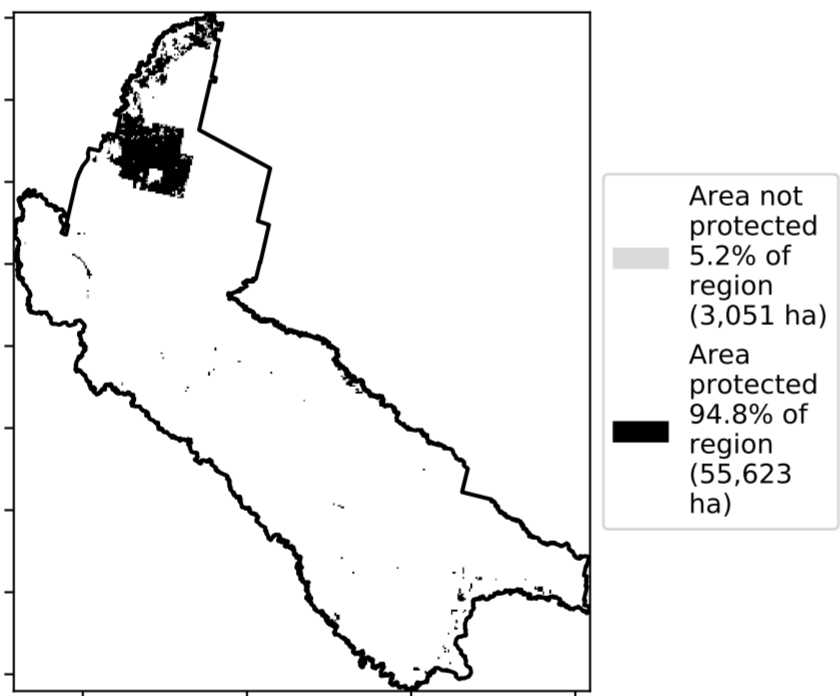 Area not
protected
5.2% of
region
(3,051 ha)
Area
protected
94.8% of
region
(55,623
ha)